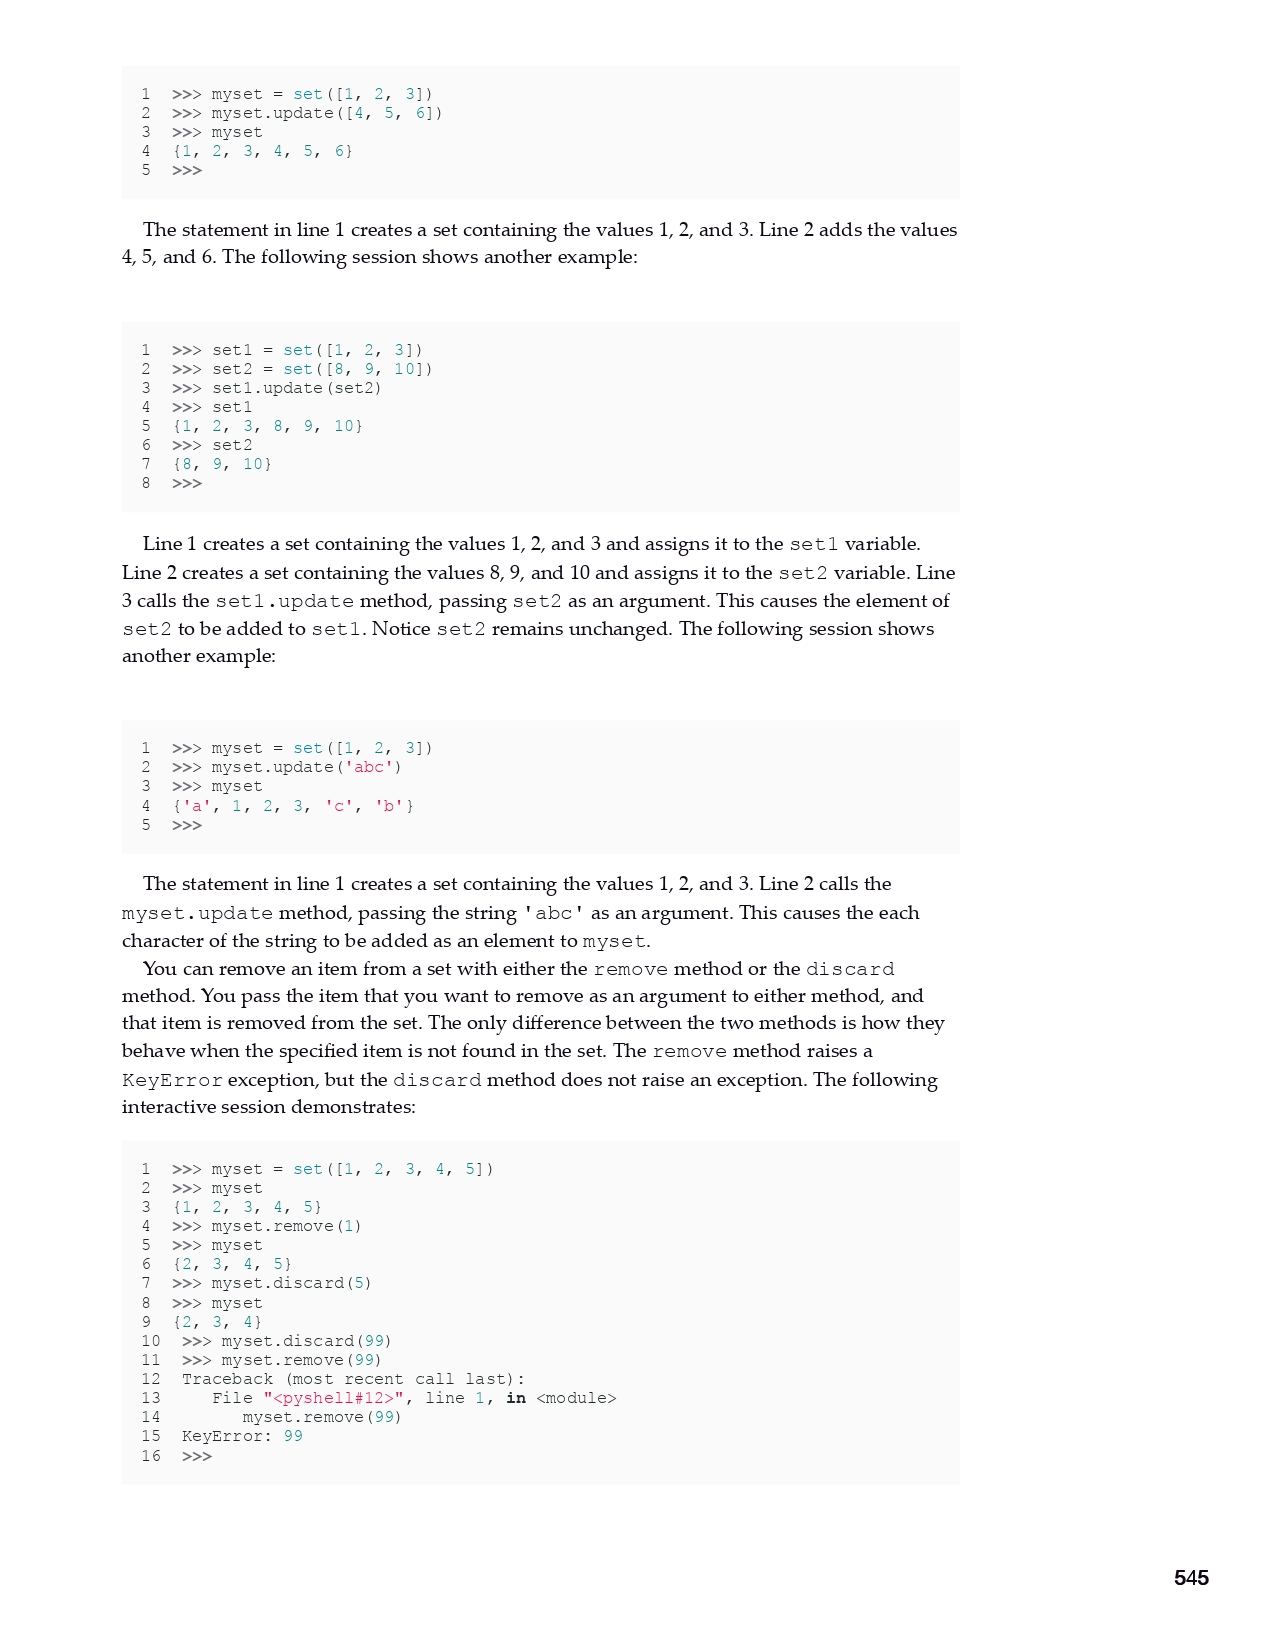 1 >>> myset = set([1, 2, 3])
2 >>> myset.update([4, 5, 6])
3 >>> myset
4 {1, 2, 3, 4, 5, 6}
5 >>>
The statement in line 1 creates a set containing the values 1, 2, and 3. Line 2 adds the values
4, 5, and 6. The following session shows another example:
1 >>> set1 = set([1, 2, 3])
2 >>> set2 = set([8, 9, 10])
3 >>> set1.update(set2)
4 >>> set1
5 {1, 2, 3, 8, 9, 10}
6 >>> set2
7 {8, 9, 10}
8 >>>
Line 1 creates a set containing the values 1, 2, and 3 and assigns it to the set1 variable.
Line 2 creates a set containing the values 8, 9, and 10 and assigns it to the set2 variable. Line
3 calls the set1.update method, passing set2 as an argument. This causes the element of
set2 to be added to set1. Notice set2 remains unchanged. The following session shows
another example:
1 >>> myset = set([1, 2, 3])
2 >>> myset.update('abc')
3 >>> myset
4 {'a', 1, 2, 3, 'c', 'b'}
5 >>>
The statement in line 1 creates a set containing the values 1, 2, and 3. Line 2 calls the
myset.update method, passing the string 'abc' as an argument. This causes the each
character of the string to be added as an element to myset.
You can remove an item from a set with either the remove method or the discard
method. You pass the item that you want to remove as an argument to either method, and
that item is removed from the set. The only difference between the two methods is how they
behave when the specified item is not found in the set. The remove method raises a
KeyError exception, but the discard method does not raise an exception. The following
interactive session demonstrates:
1 >>> myset = set([1, 2, 3, 4, 5])
2 >>> myset
3 {1, 2, 3, 4, 5}
4 >>> myset.remove(1)
5 >>> myset
6 {2, 3, 4, 5}
7 >>> myset.discard(5)
8 >>> myset
9 {2, 3, 4}
10 >>> myset.discard(99)
11 >>> myset.remove(99)
12 Traceback (most recent call last):
13 File "<pyshell#12>", line 1, in <module>
14 myset.remove(99)
15 KeyError: 99
16 >>>
545